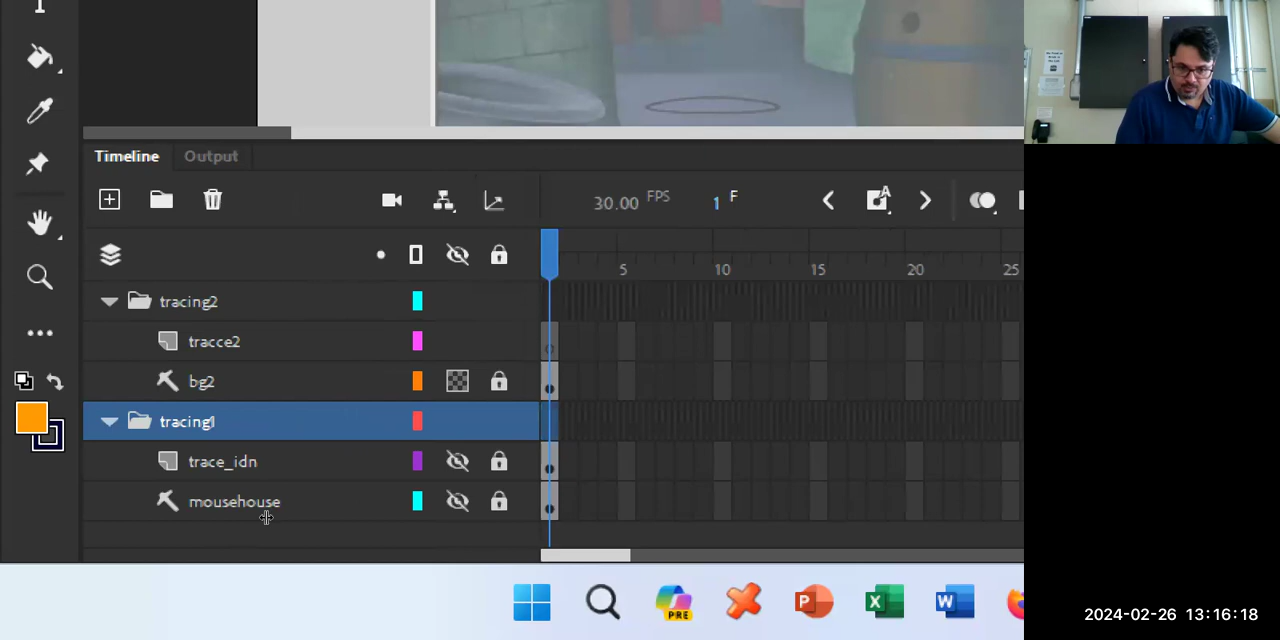 Timeline Output
30.00 FPS 1 F
5 10 15 20 25
tracing2
tracce2
bg2
tracing1
trace_idn
mousehouse
PRE
P X W
2024-02-26 13:16:18